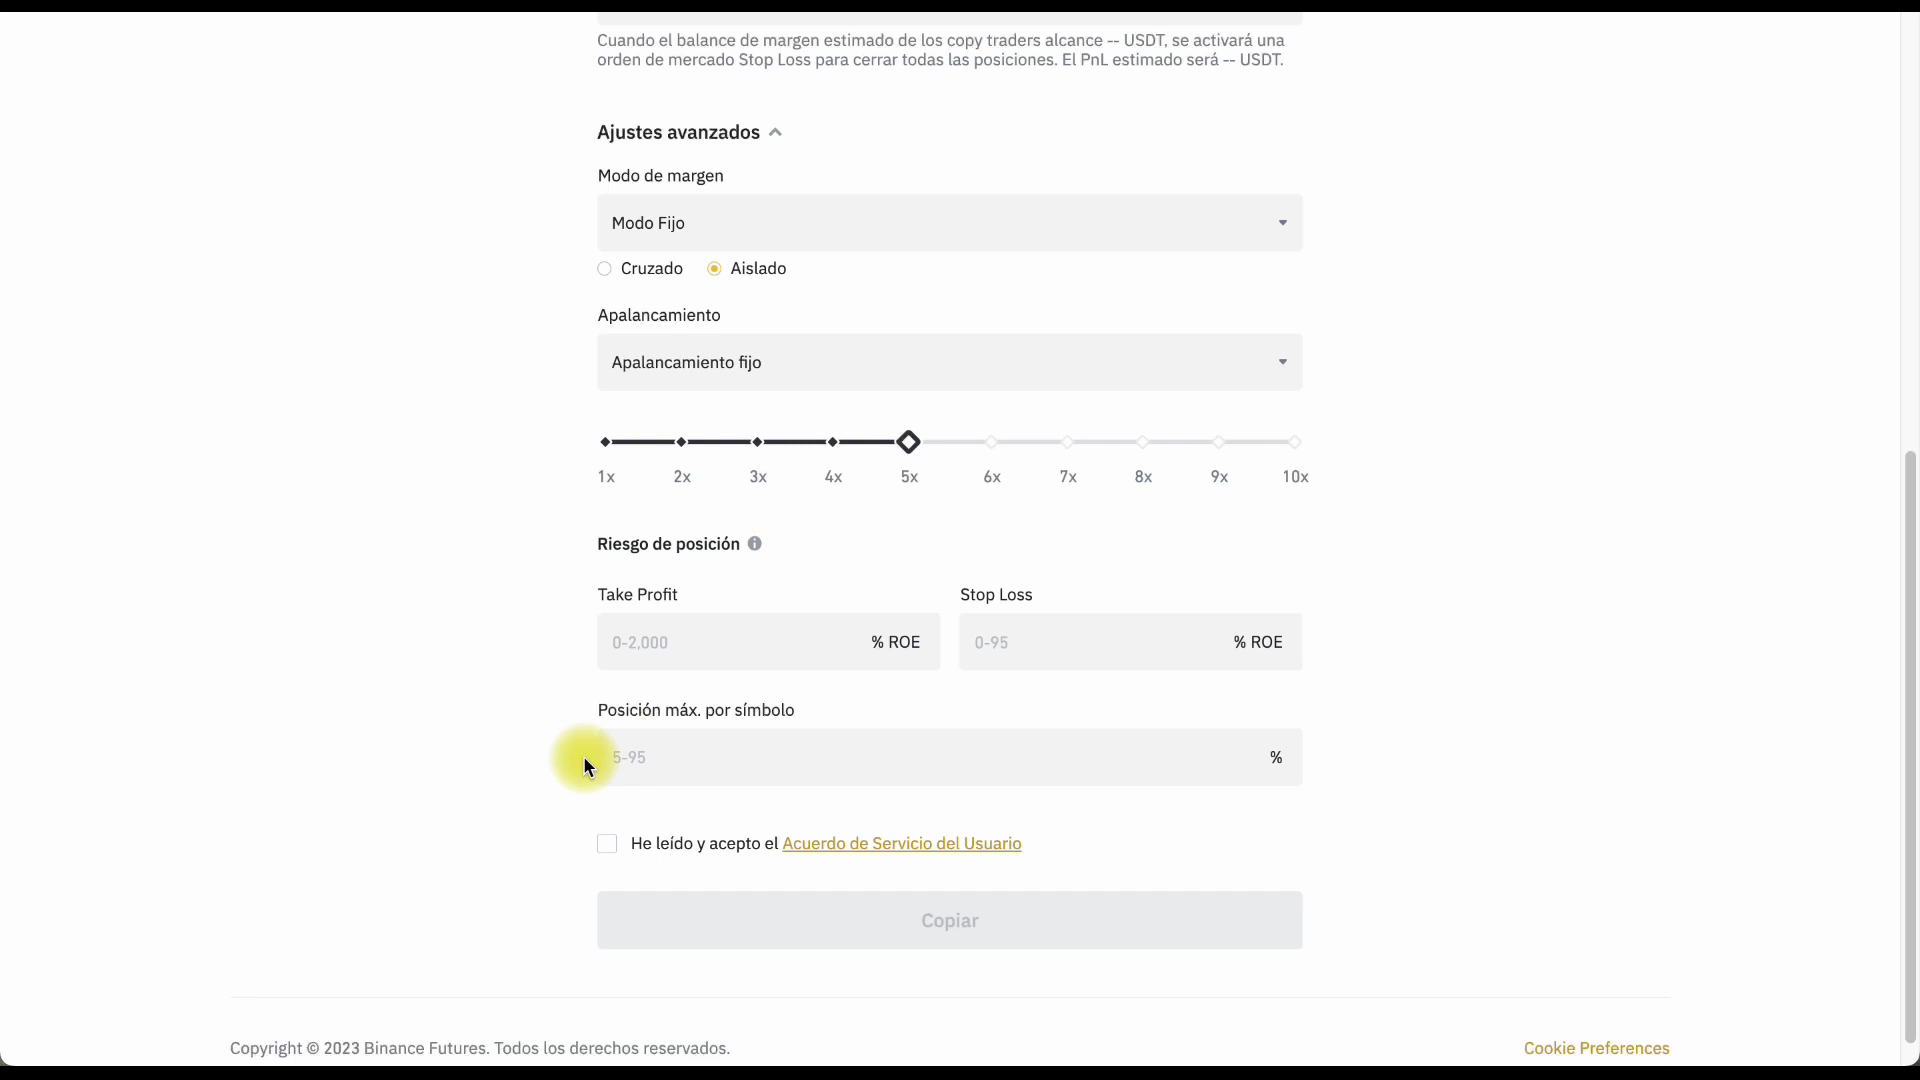 Cuando el balance de margen estimado de los copy traders alcance -- USDT, se activará una
orden de mercado Stop Loss para cerrar todas las posiciones. El PnL estimado será -- USDT.
Ajustes avanzados
Modo de margen
Modo Fijo
Cruzado Aislado
Apalancamiento
Apalancamiento fijo
1x 2x 3x 4x 5x 6x 7x 8x 9x 10x
Riesgo de posición
Take Profit Stop Loss
0-2,000 % ROE 0-95 % ROE
Posición máx. por símbolo
5-95 %
He leído y acepto el Acuerdo de Servicio del Usuario
Copiar
Copyright © 2023 Binance Futures. Todos los derechos reservados. Cookie Preferences